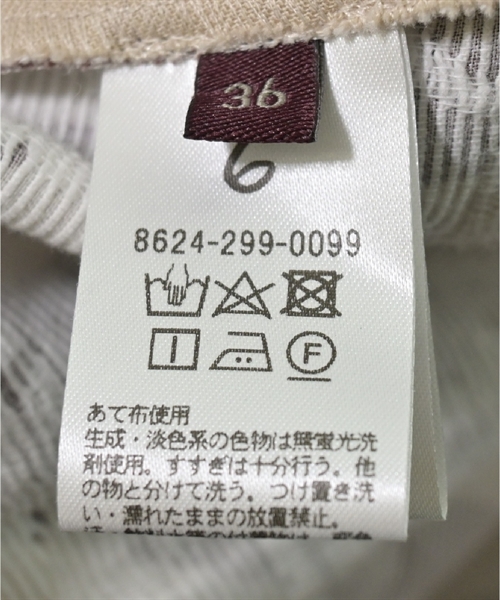 36
6
8624-299-0099
F
あて布使用
生成・淡色系の色物は無蛍光洗
剤使用。すすぎは十分行う。他
の物と分けて洗う。つけ置き洗
い・濡れたままの放置禁止。